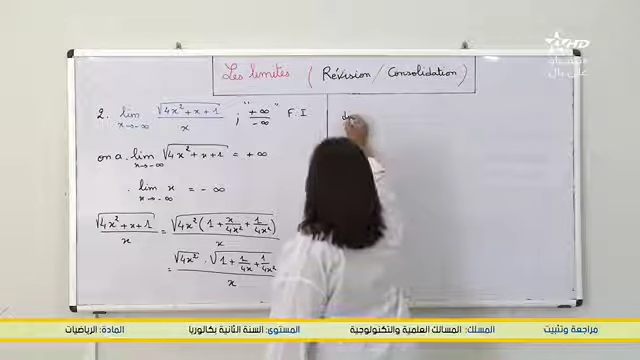 Les limites ( Révision / Consolidation )
2. lim x→-∞ √(4x²+x+1) / x ; "+∞/-∞" F.I
on a. lim x→-∞ √(4x²+x+1) = +∞
. lim x→-∞ x = -∞
√(4x²+x+1) / x = √(4x²(1 + x/4x² + 1/4x²)) / x
= √4x² . √(1 + 1/4x + 1/4x²) / x
HD
مراجعة وتثبيت
المسلك: المسالك العلمية والتكنولوجية
المستوى: السنة الثانية بكالوريا
المادة: الرياضيات